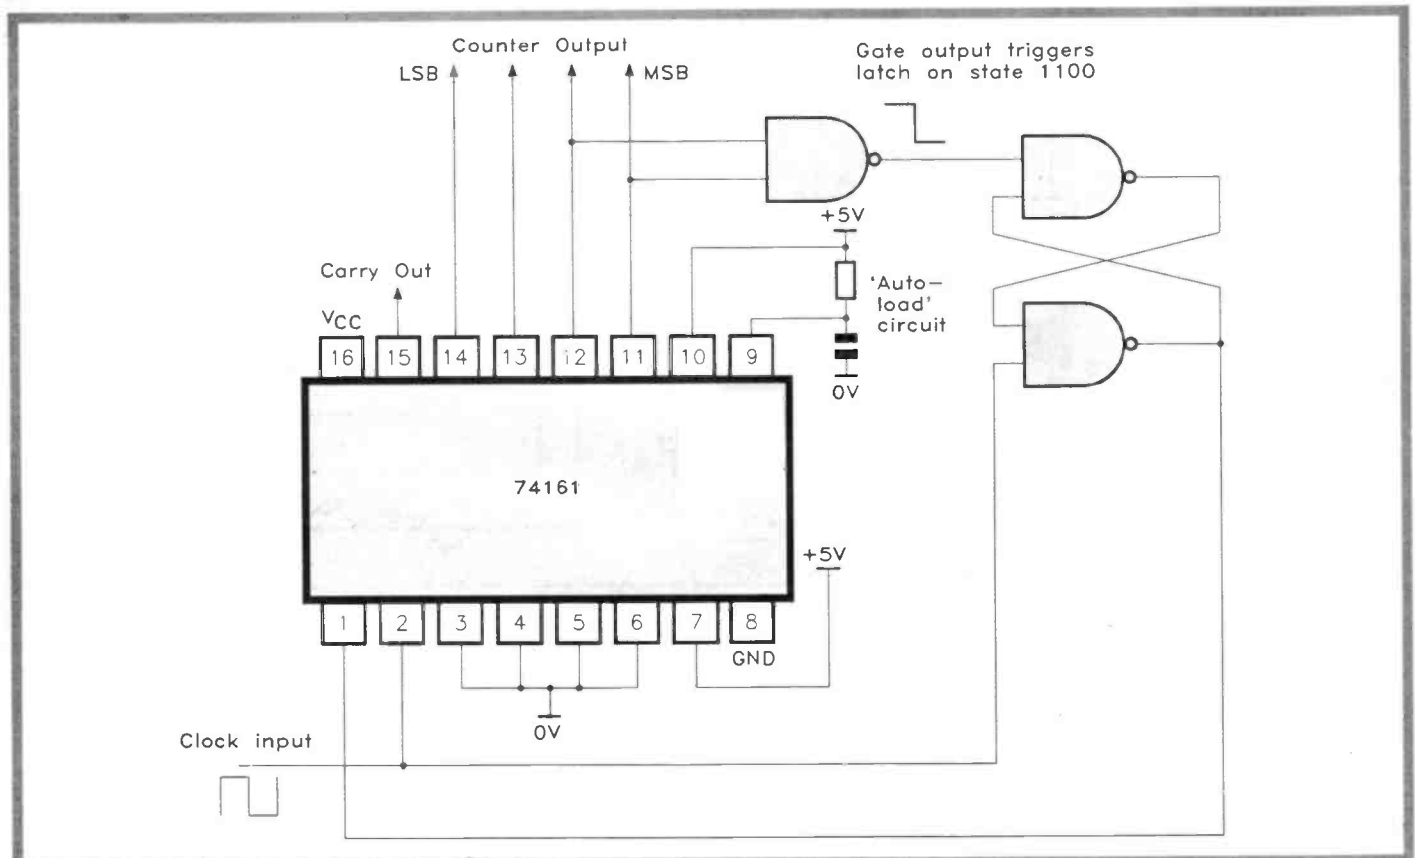 Counter Output
LSB
MSB
Gate output triggers
latch on state 1100
+5V
Carry Out
'Auto-
load'
circuit
VCC
16 15 14 13 12 11 10 9
0V
74161
+5V
1 2 3 4 5 6 7 8
GND
0V
Clock input